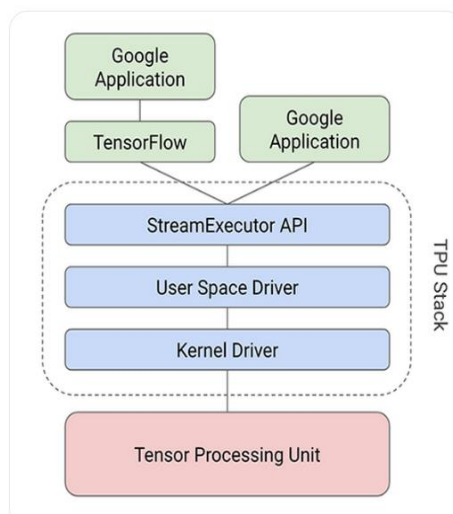 Google
Application
TensorFlow
Google
Application
StreamExecutor API
User Space Driver
Kernel Driver
TPU Stack
Tensor Processing Unit